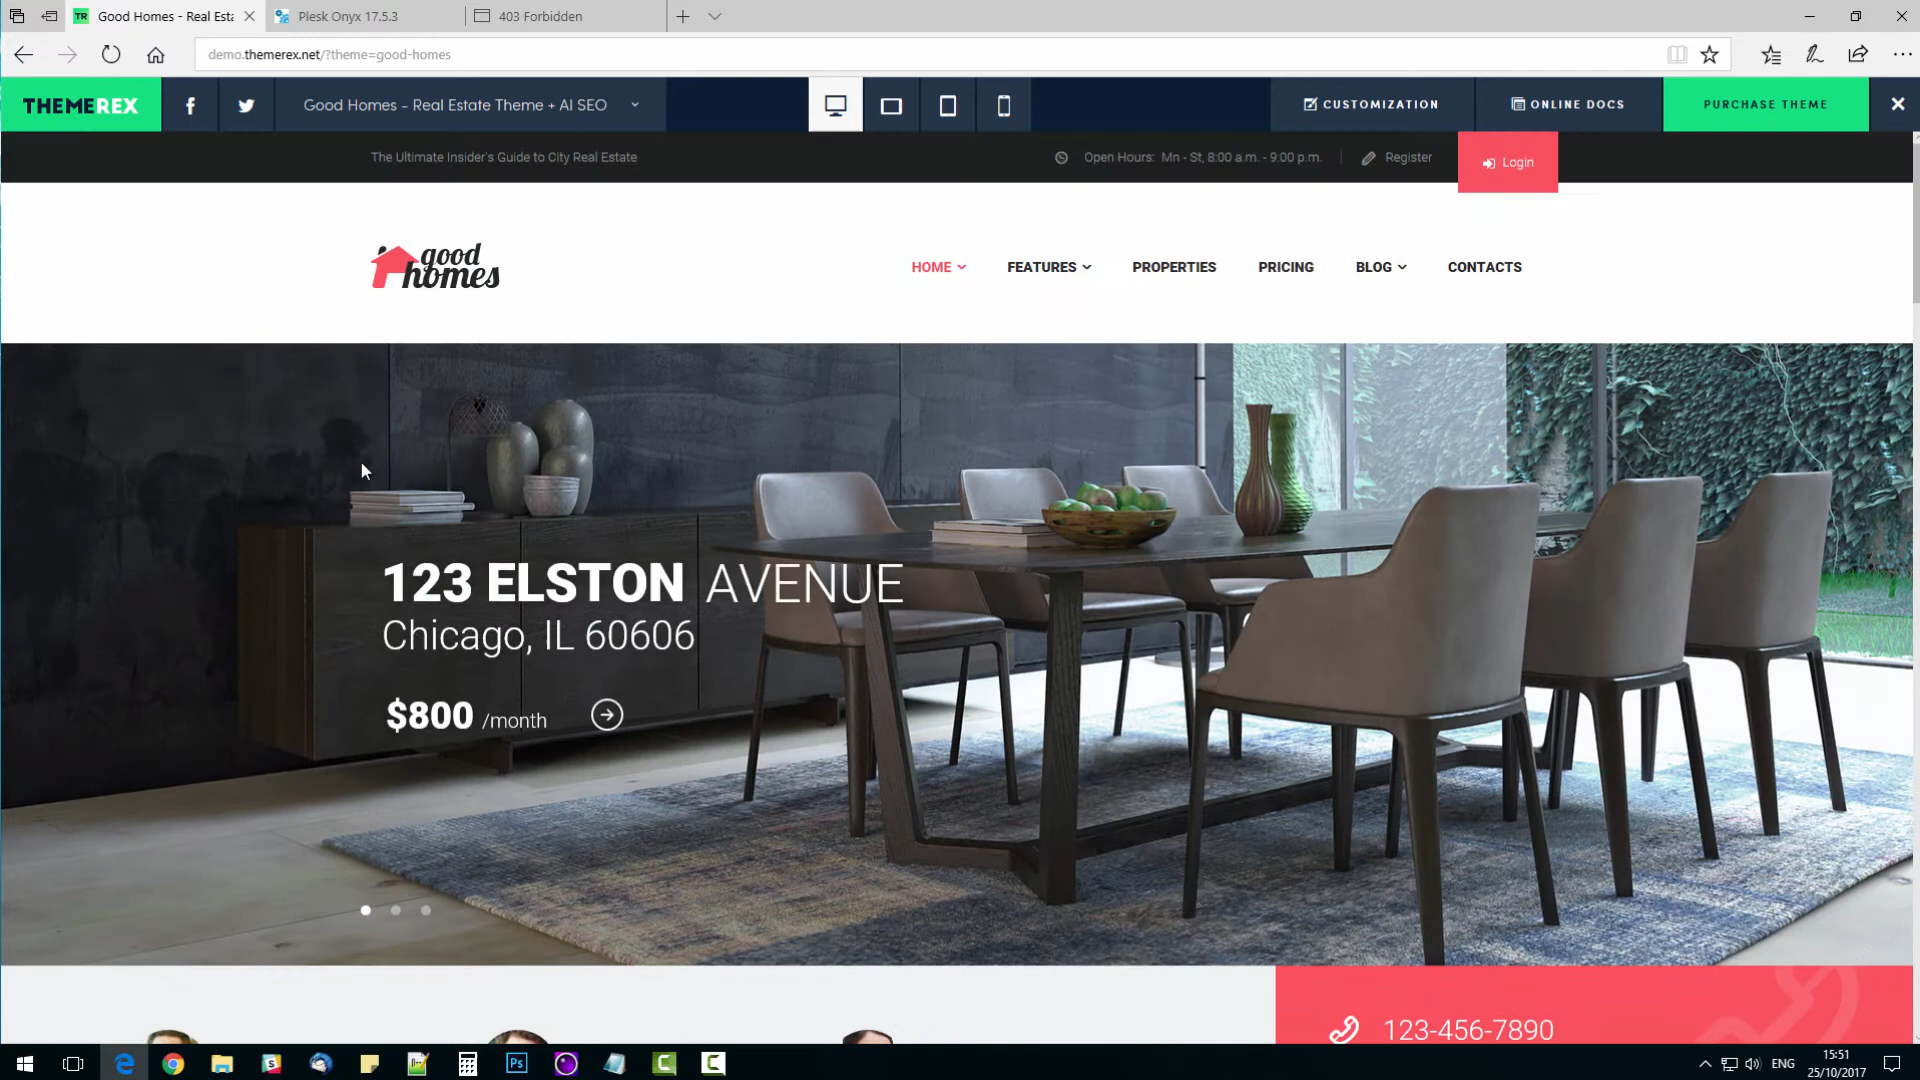 Good Homes - Real Esta
Plesk Onyx 17.5.3
403 Forbidden
demo.themerex.net/?theme=good-homes
THEMEREX
Good Homes - Real Estate Theme + AI SEO
CUSTOMIZATION
ONLINE DOCS
PURCHASE THEME
The Ultimate Insider's Guide to City Real Estate
Open Hours: Mn - St, 8:00 a.m. - 9:00 p.m.
Register
Login
good
homes
HOME
FEATURES
PROPERTIES
PRICING
BLOG
CONTACTS
123 ELSTON AVENUE
Chicago, IL 60606
$800 /month
123-456-7890
ENG
15:51
25/10/2017